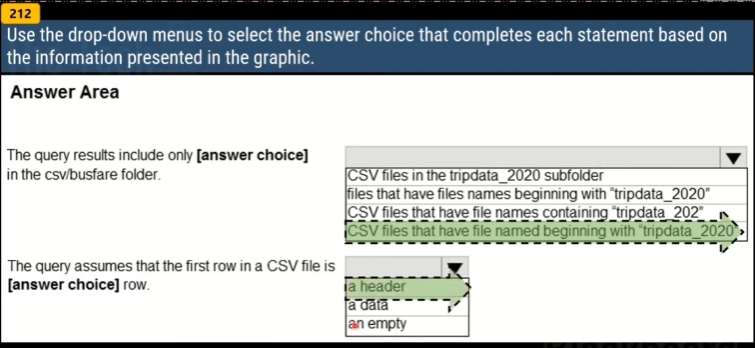 212
Use the drop-down menus to select the answer choice that completes each statement based on
the information presented in the graphic.
Answer Area
The query results include only [answer choice]
in the csv/busfare folder.
CSV files in the tripdata_2020 subfolder
files that have files names beginning with "tripdata_2020"
CSV files that have file names containing "tripdata_202"
CSV files that have file named beginning with "tripdata_2020
The query assumes that the first row in a CSV file is
[answer choice] row.
a header
a data
an empty